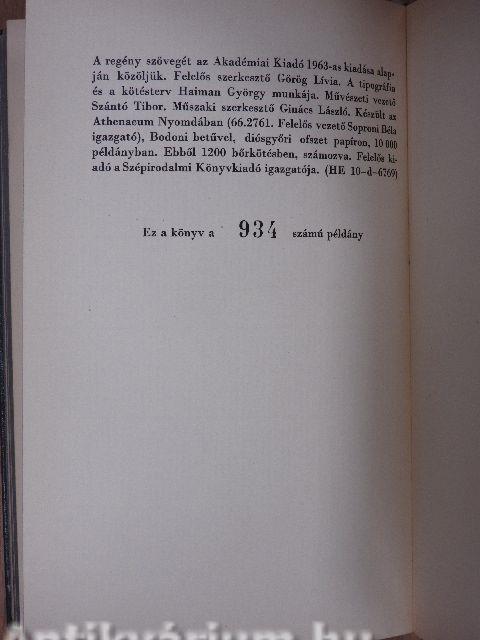 A regény szövegét az Akadémiai Kiadó 1963-as kiadása alap-
ján közöljük. Felelős szerkesztő Görög Lívia. A tipográfia
és a kötésterv Haiman György munkája. Művészeti vezető
Szántó Tibor. Műszaki szerkesztő Ginács László. Készült az
Athenaeum Nyomdában (66.2761. Felelős vezető Soproni Béla
igazgató), Bodoni betűvel, diósgyőri ofszet papíron, 10 000
példányban. Ebből 1200 bőrkötésben, számozva. Felelős ki-
adó a Szépirodalmi Könyvkiadó igazgatója. (HE 10-d-6769)
Ez a könyv a 934 számú példány
antikvárium.hu